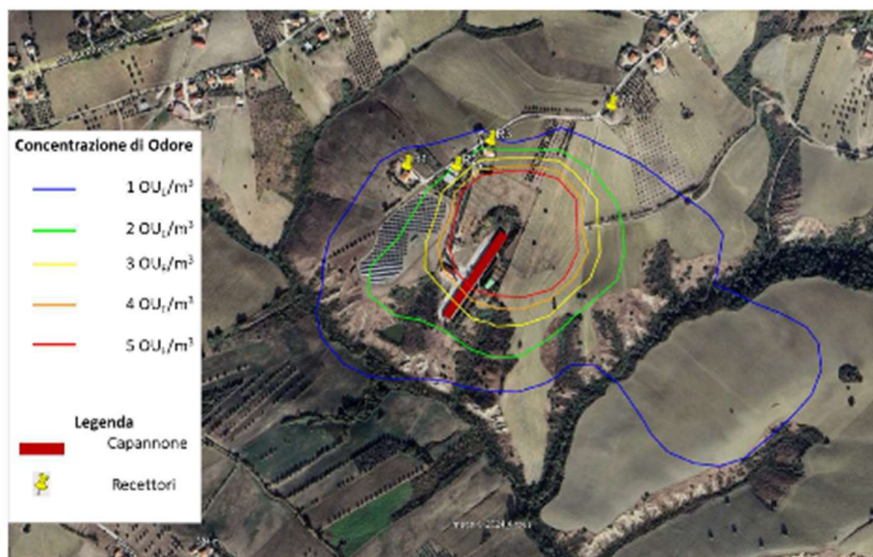 Concentrazione di Odore
1 OU_E/m³
2 OU_E/m³
3 OU_E/m³
4 OU_E/m³
5 OU_E/m³
Legenda
Capannone
Recettori
R3